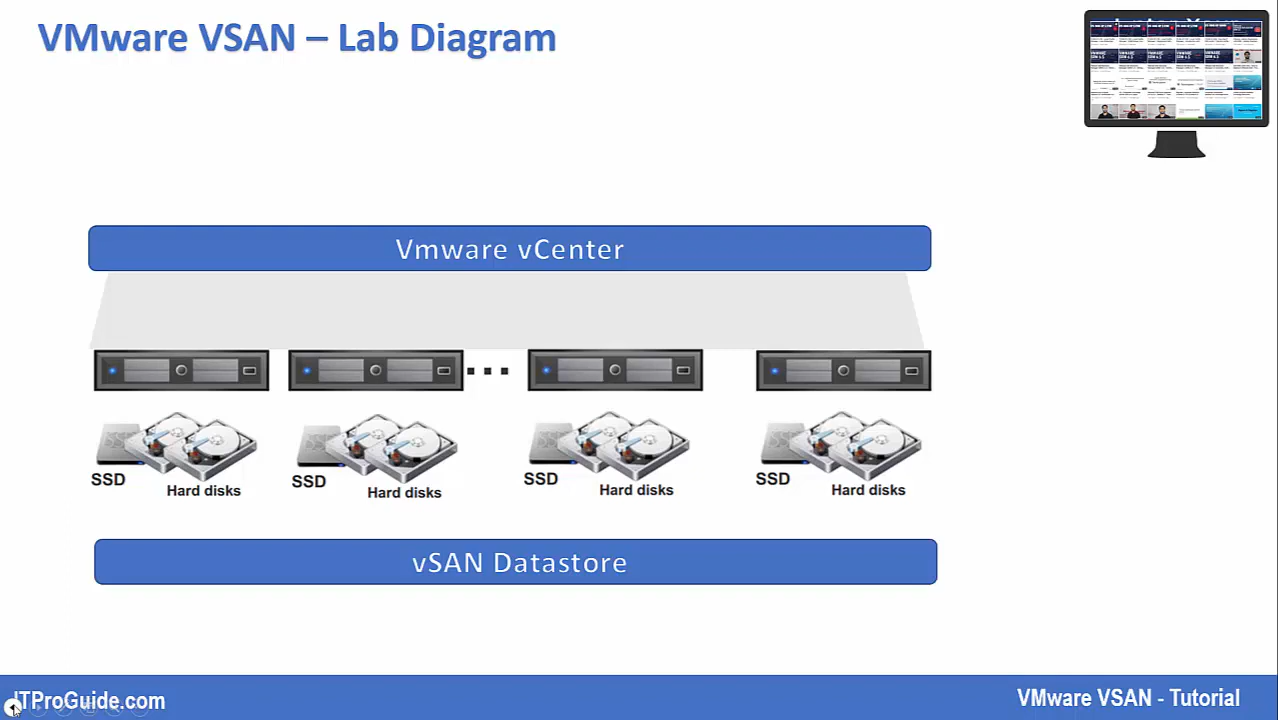 VMware VSAN – Lab Diagram
Vmware vCenter
SSD
Hard disks
SSD
Hard disks
SSD
Hard disks
SSD
Hard disks
vSAN Datastore
ITProGuide.com
VMware VSAN - Tutorial